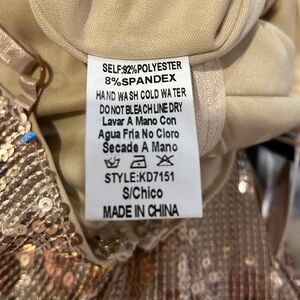 SELF:92%POLYESTER
8%SPANDEX
HAND WASH COLD WATER
DO NOT BLEACH LINE DRY
Lavar A Mano Con
Agua Fria No Cloro
Secade A Mano
STYLE:KD7151
S/Chico
MADE IN CHINA